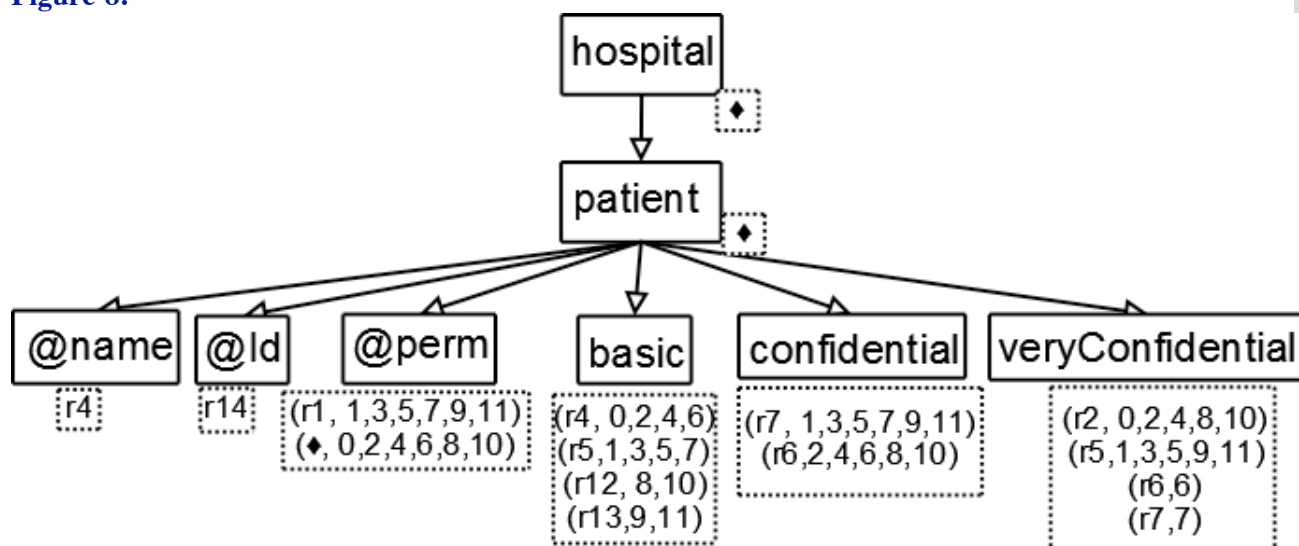 Figure 8:
hospital
♦
patient
♦
@name
@Id
@perm
basic
confidential
veryConfidential
r4
r14
(r1, 1,3,5,7,9,11)
(♦, 0,2,4,6,8,10)
(r4, 0,2,4,6)
(r5,1,3,5,7)
(r12, 8,10)
(r13,9,11)
(r7, 1,3,5,7,9,11)
(r6,2,4,6,8,10)
(r2, 0,2,4,8,10)
(r5,1,3,5,9,11)
(r6,6)
(r7,7)